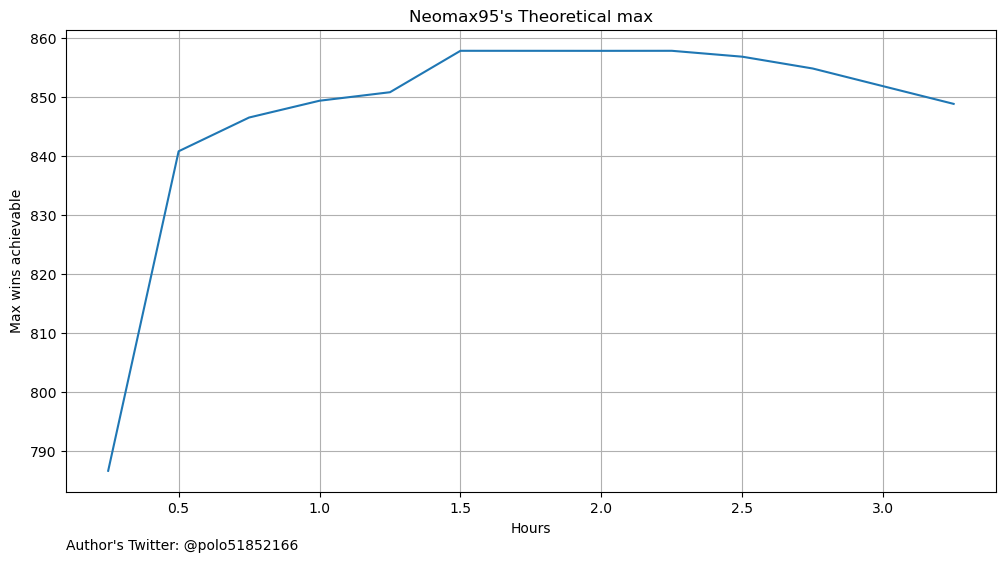 Neomax95's Theoretical max
860
850
840
830
820
810
800
790
Max wins achievable
0.5 1.0 1.5 2.0 2.5 3.0
Hours
Author's Twitter: @polo51852166